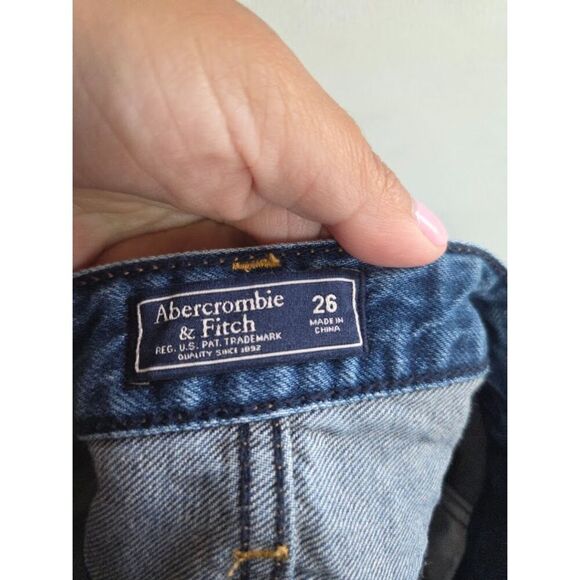 Abercrombie
& Fitch
REG. U.S. PAT. TRADEMARK
QUALITY SINCE 1892
26
MADE IN
CHINA